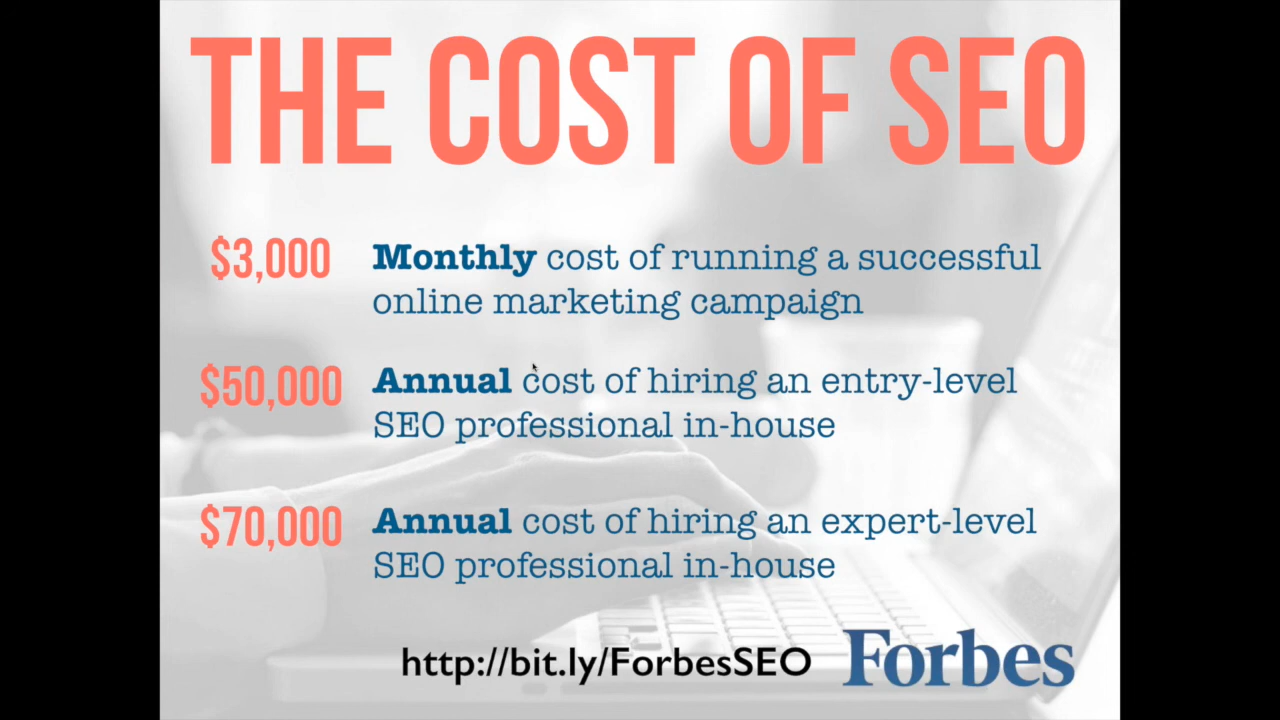 THE COST OF SEO
$3,000 Monthly cost of running a successful
online marketing campaign
$50,000 Annual cost of hiring an entry-level
SEO professional in-house
$70,000 Annual cost of hiring an expert-level
SEO professional in-house
http://bit.ly/ForbesSEO Forbes